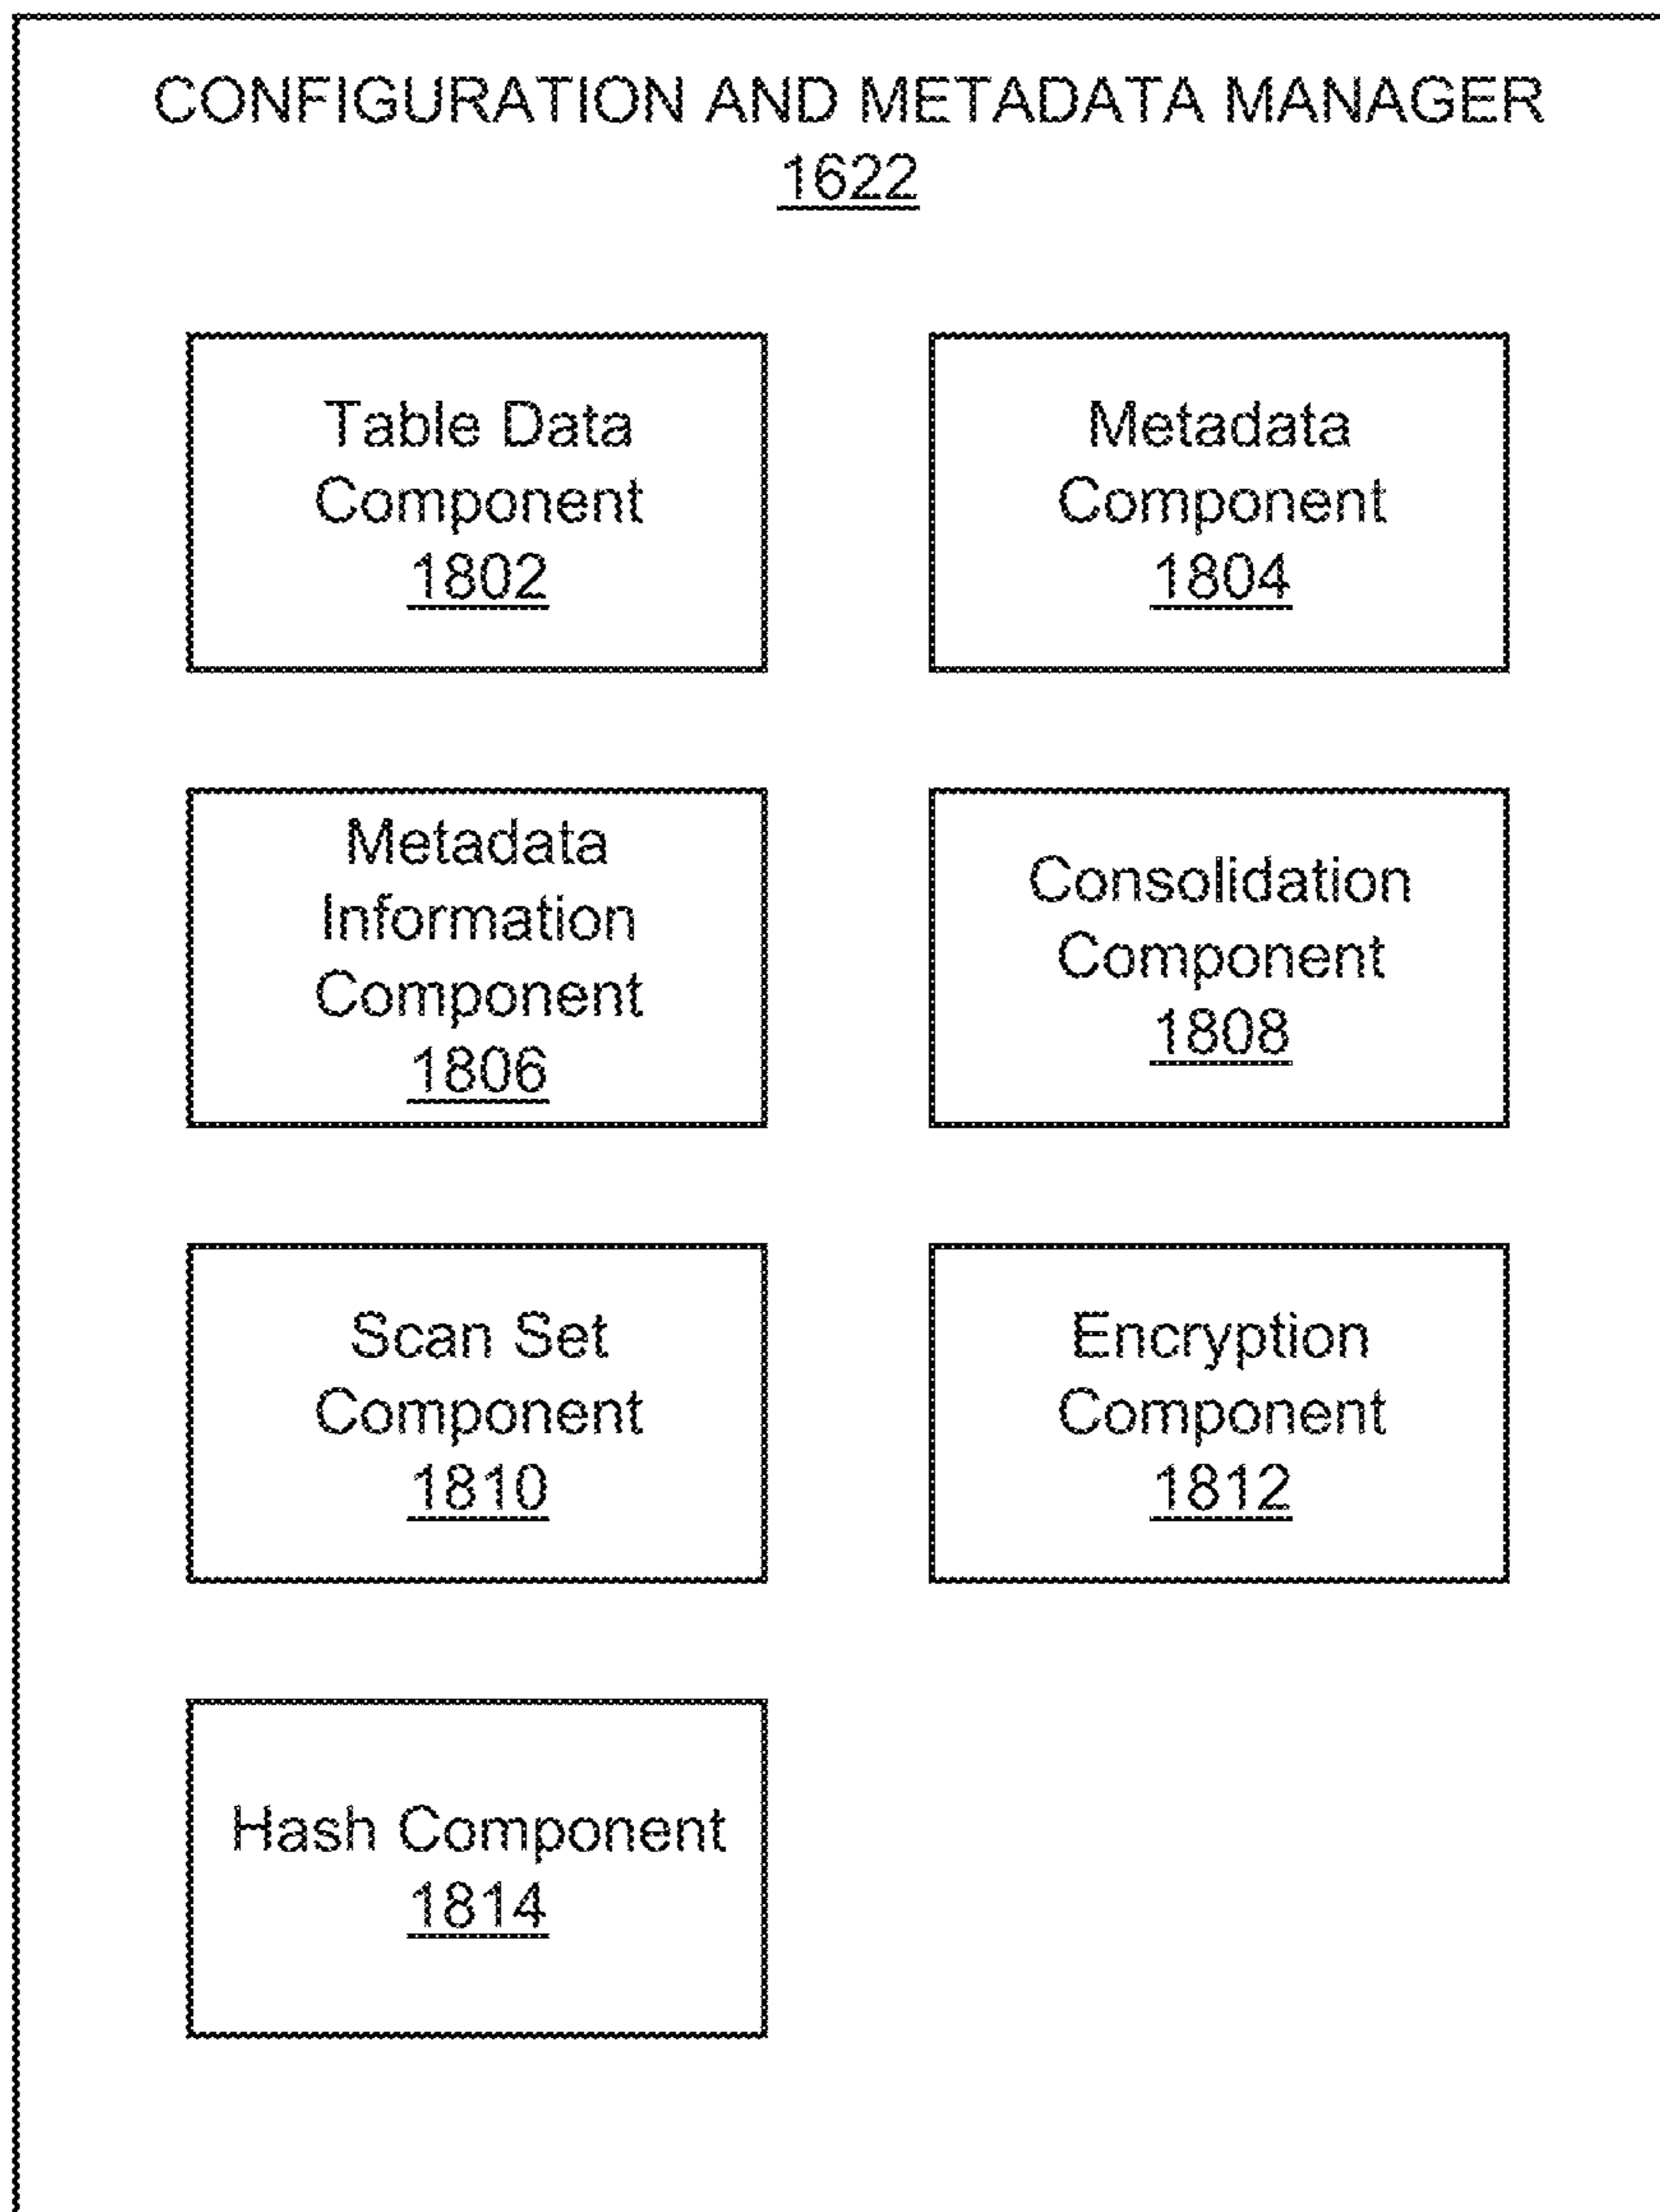 CONFIGURATION AND METADATA MANAGER
1622
Table Data
Component
1802
Metadata
Component
1804
Metadata
Information
Component
1806
Consolidation
Component
1808
Scan Set
Component
1810
Encryption
Component
1812
Hash Component
1814